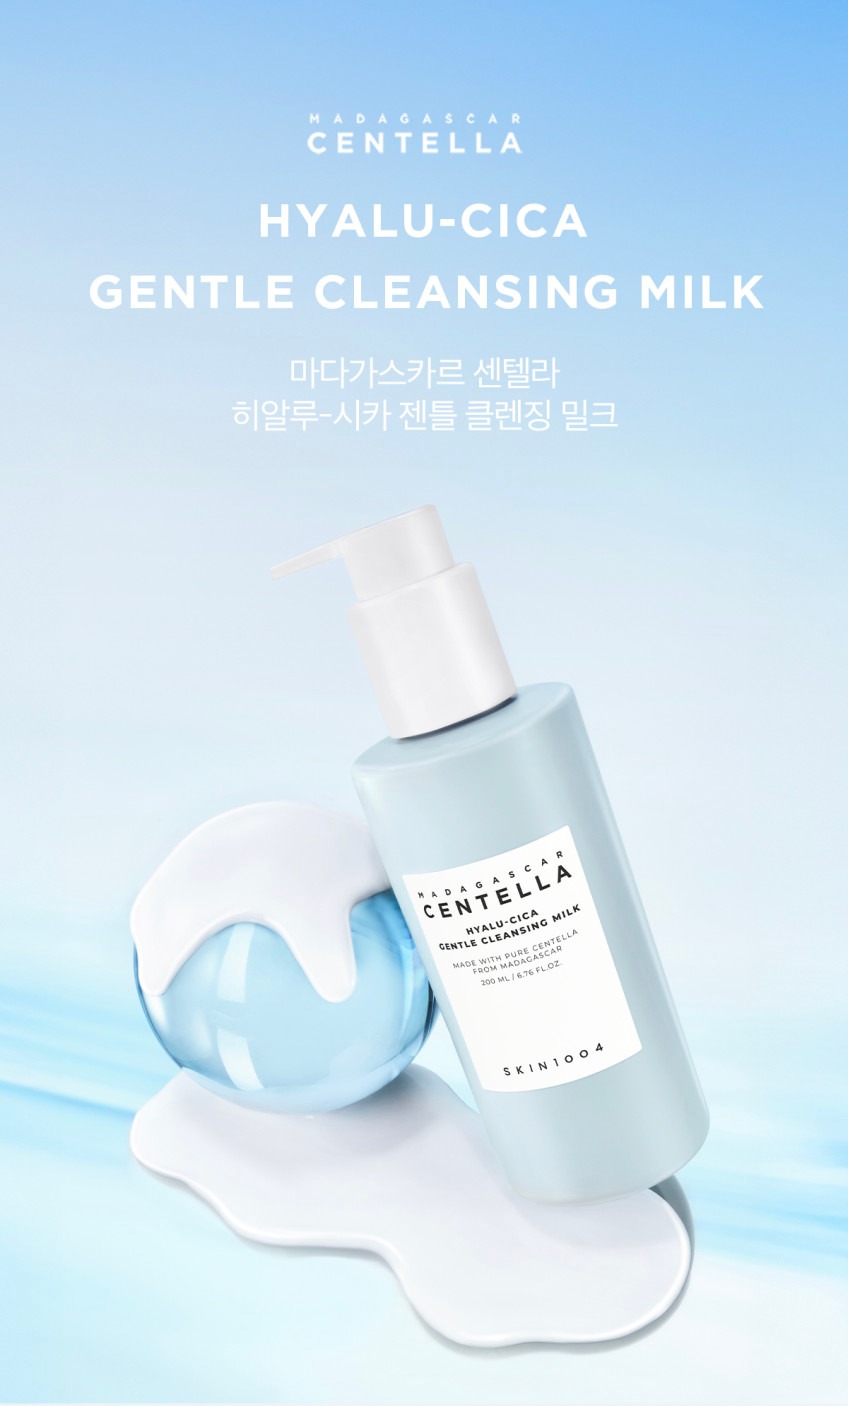 MADAGASCAR
CENTELLA
HYALU-CICA
GENTLE CLEANSING MILK
마다가스카르 센텔라
히알루-시카 젠틀 클렌징 밀크
MADAGASCAR
CENTELLA
HYALU-CICA
GENTLE CLEANSING MILK
MADE WITH PURE CENTELLA
FROM MADAGASCAR
200 ML / 6.76 FL.OZ.
SKIN1004